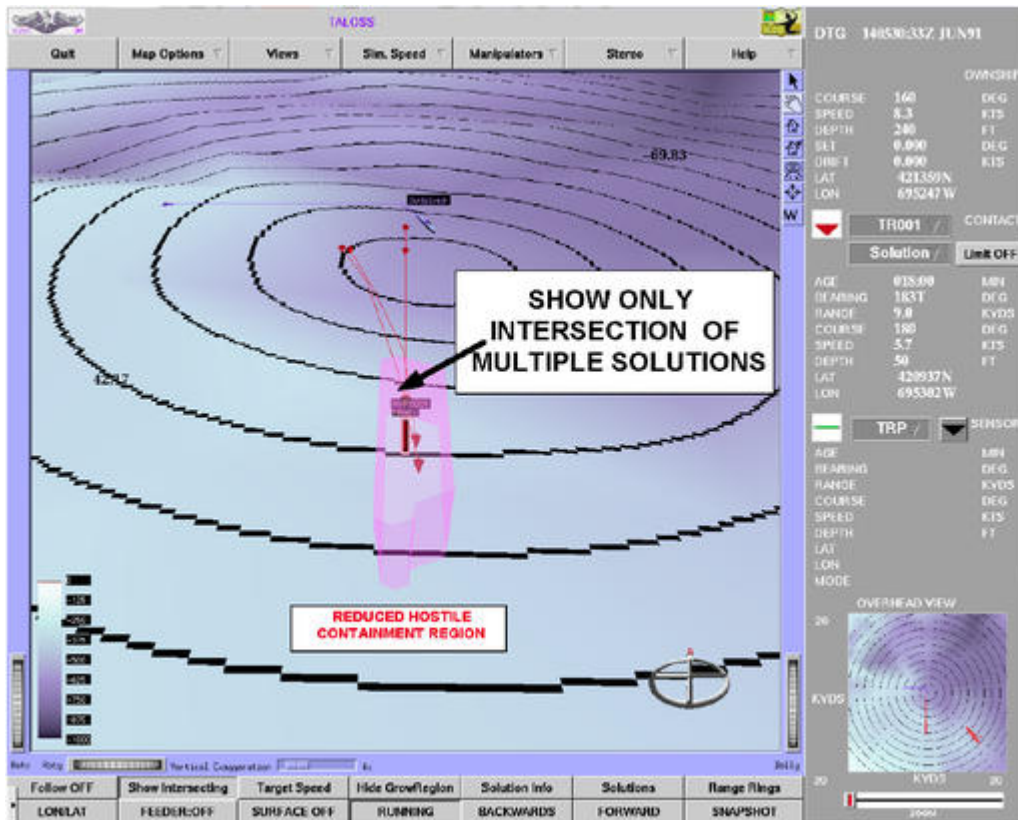 TALOSS
Quit
Map Options
Views
Sim. Speed
Manipulators
Stereo
Help
-69.83
SHOW ONLY
INTERSECTION OF
MULTIPLE SOLUTIONS
REDUCED HOSTILE
CONTAINMENT REGION
A
W
Vertical Exaggeration
Dolly
Follow OFF
Show Intersecting
Target Speed
Hide GrowRegion
Solution Info
Solutions
Range Rings
LON/LAT
FEEDER:OFF
SURFACE OFF
RUNNING
BACKWARDS
FORWARD
SNAPSHOT
DTG 140530:33Z JUN91
OWNSHIP
COURSE 160 DEG
SPEED 8.3 KTS
DEPTH 240 FT
SET 0.000 DEG
DRIFT 0.000 KTS
LAT 421359N
LON 695247W
TR001 CONTACT
Solution Limit OFF
AGE 018:00 MIN
BEARING 183T DEG
RANGE 9.0 KYDS
COURSE 180 DEG
SPEED 5.7 KTS
DEPTH 50 FT
LAT 420937N
LON 695302W
TRP SENSOR
AGE MIN
BEARING DEG
RANGE KYDS
COURSE DEG
SPEED KTS
DEPTH FT
LAT
LON
MODE
OVERHEAD VIEW
20
KYDS
20 KYDS 20
ZOOM